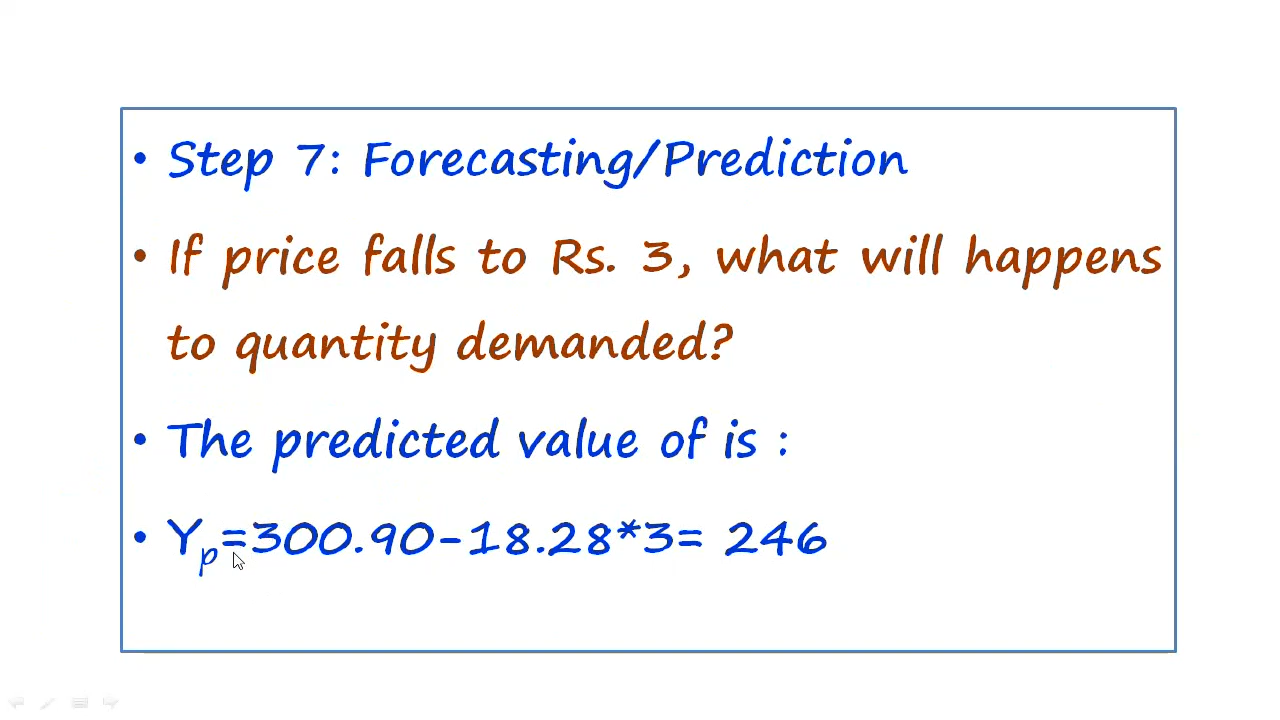 • Step 7: Forecasting/Prediction
• If price falls to Rs. 3, what will happens
to quantity demanded?
• The predicted value of is :
• Yp=300.90-18.28*3= 246